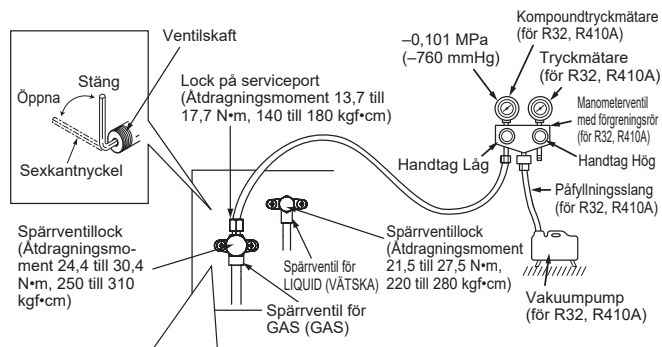 Ventilskaft
Stäng
Öppna
Sexkantnyckel
Lock på serviceport
(Åtdragningsmoment 13,7 till
17,7 N•m, 140 till 180 kgf•cm)
–0,101 MPa
(–760 mmHg)
Kompoundtryckmätare
(för R32, R410A)
Tryckmätare
(för R32, R410A)
Manometerventil
med förgreningsrör
(för R32, R410A)
Handtag Låg
Handtag Hög
Påfyllningsslang
(för R32, R410A)
Vakuumpump
(för R32, R410A)
Spärrventillock
(Åtdragningsmo-
ment 24,4 till 30,4
N•m, 250 till 310
kgf•cm)
Spärrventil för
LIQUID (VÄTSKA)
Spärrventillock
(Åtdragningsmoment
21,5 till 27,5 N•m,
220 till 280 kgf•cm)
Spärrventil för
GAS (GAS)